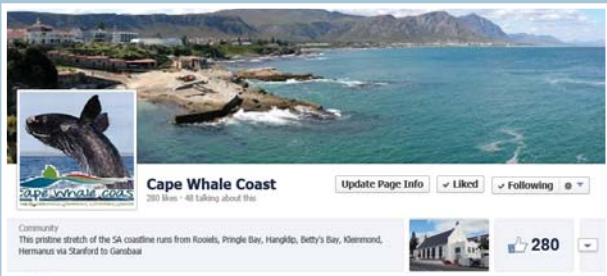 cape whale coas
Cape Whale Coast
280 likes · 48 talking about this
Update Page Info
✓ Liked
✓ Following
Community
This pristine stretch of the SA coastline runs from Rooiels, Pringle Bay, Hangklip, Betty's Bay, Kleinmond,
Hermanus via Stanford to Gansbaai
280